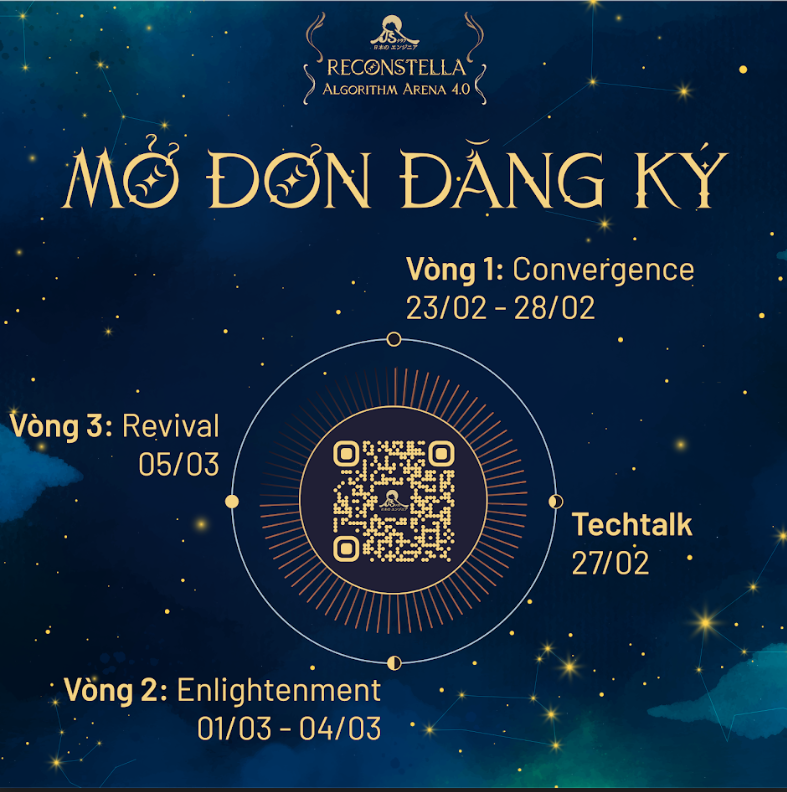 日本の エンジニア
RECONSTELLA
ALGORITHM ARENA 4.0
MỞ ĐƠN ĐĂNG KÝ
Vòng 1: Convergence
23/02 - 28/02
Vòng 3: Revival
05/03
Techtalk
27/02
Vòng 2: Enlightenment
01/03 - 04/03